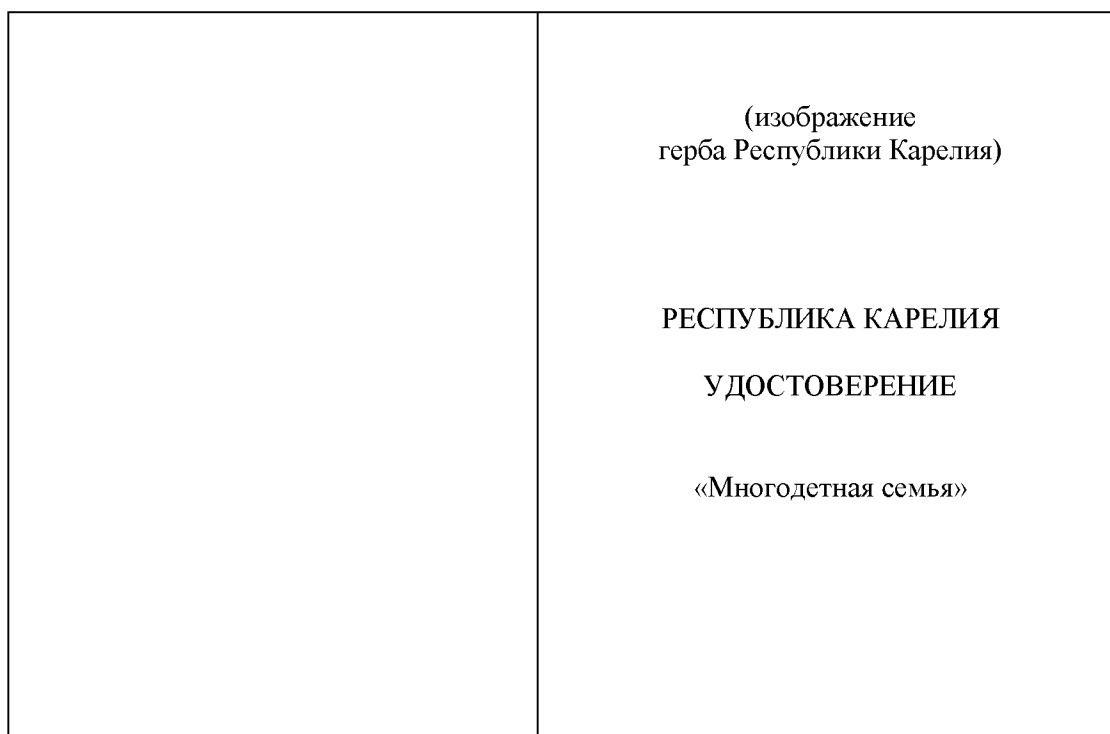 (изображение
герба Республики Карелия)
РЕСПУБЛИКА КАРЕЛИЯ
УДОСТОВЕРЕНИЕ
«Многодетная семья»